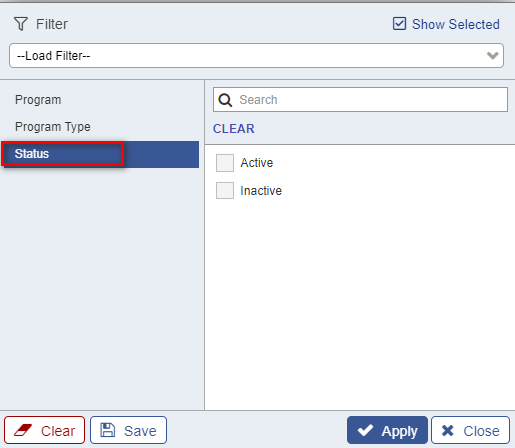 Filter
Show Selected
--Load Filter--
Program
Program Type
Status
Search
CLEAR
Active
Inactive
Clear
Save
Apply
Close